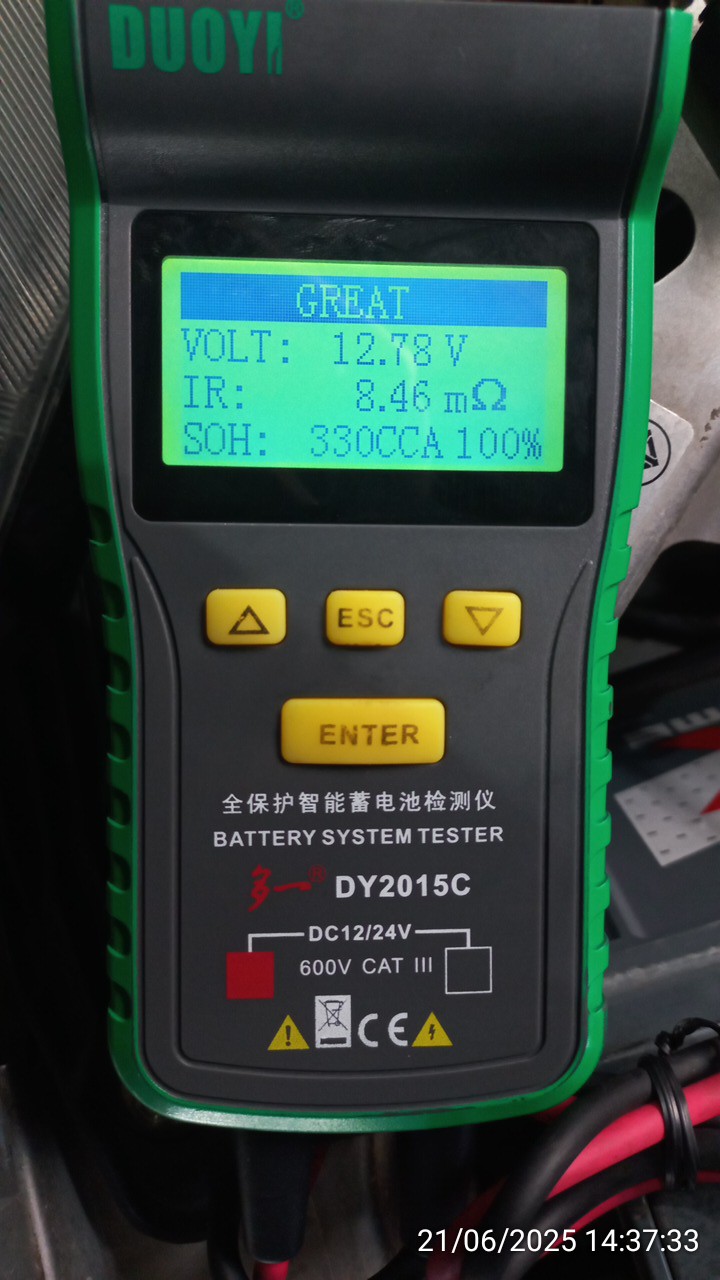 DUOYI®
GREAT
VOLT: 12.78 V
IR: 8.46 mΩ
SOH: 330CCA 100%
ESC
ENTER
全保护智能蓄电池检测仪
BATTERY SYSTEM TESTER
多一® DY2015C
DC12/24V
600V CAT III
CE
21/06/2025 14:37:33